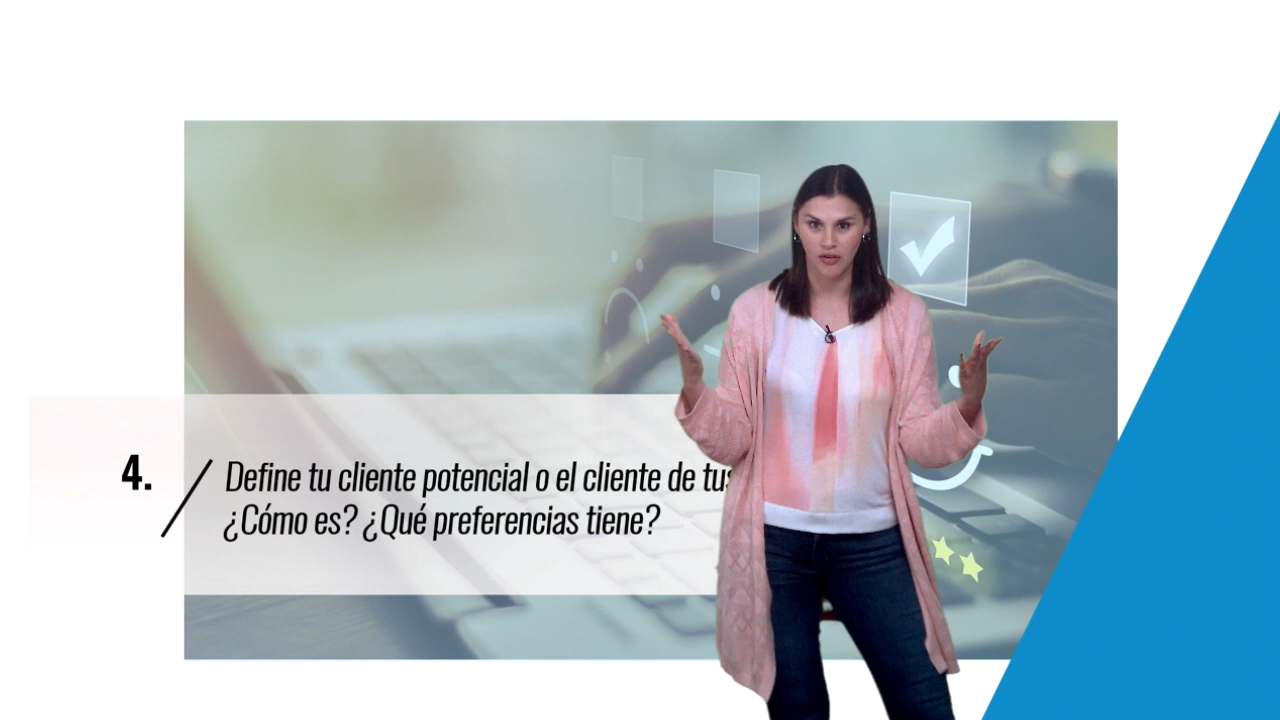 4.
Define tu cliente potencial o el cliente de tus
¿Cómo es? ¿Qué preferencias tiene?